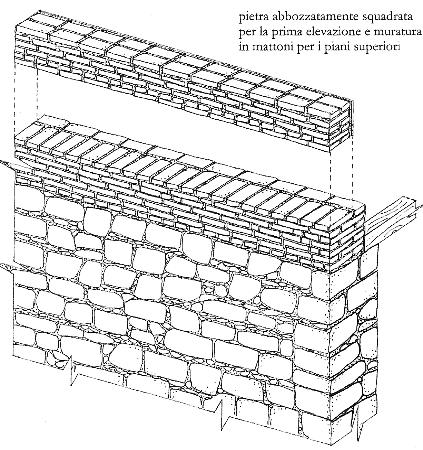 pietra abbozzatamente squadrata
per la prima elevazione e muratura
in mattoni per i piani superiori